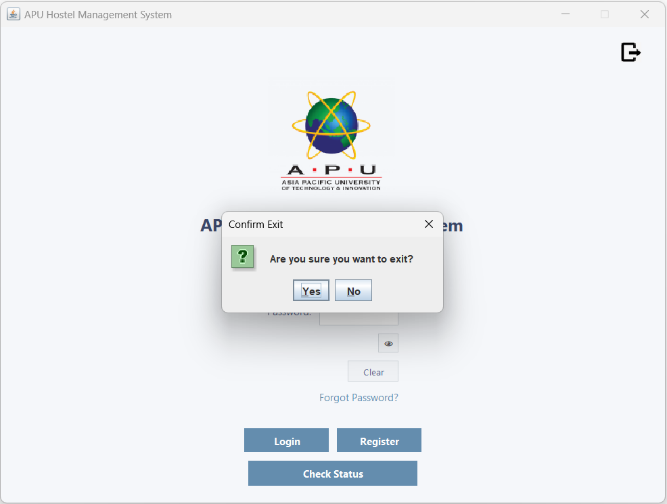 APU Hostel Management System
A · P · U
ASIA PACIFIC UNIVERSITY
OF TECHNOLOGY & INNOVATION
AP em
Confirm Exit
?
Are you sure you want to exit?
Yes No
Password:
Clear
Forgot Password?
Login Register
Check Status